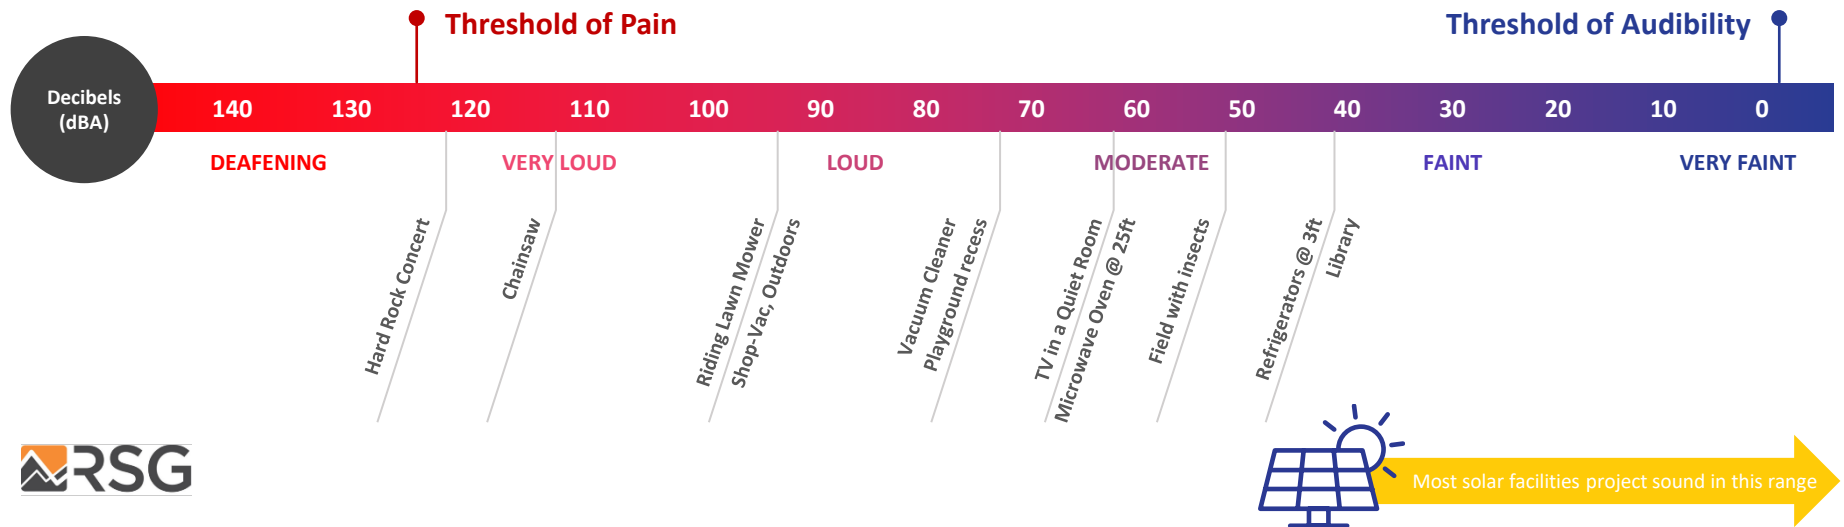 Threshold of Pain
Threshold of Audibility
Decibels
(dBA)
140 130 120 110 100 90 80 70 60 50 40 30 20 10 0
DEAFENING VERY LOUD LOUD MODERATE FAINT VERY FAINT
Hard Rock Concert
Chainsaw
Riding Lawn Mower
Shop-Vac, Outdoors
Vacuum Cleaner
Playground recess
TV in a Quiet Room
Microwave Oven @ 25ft
Field with insects
Refrigerators @ 3ft
Library
RSG
Most solar facilities project sound in this range